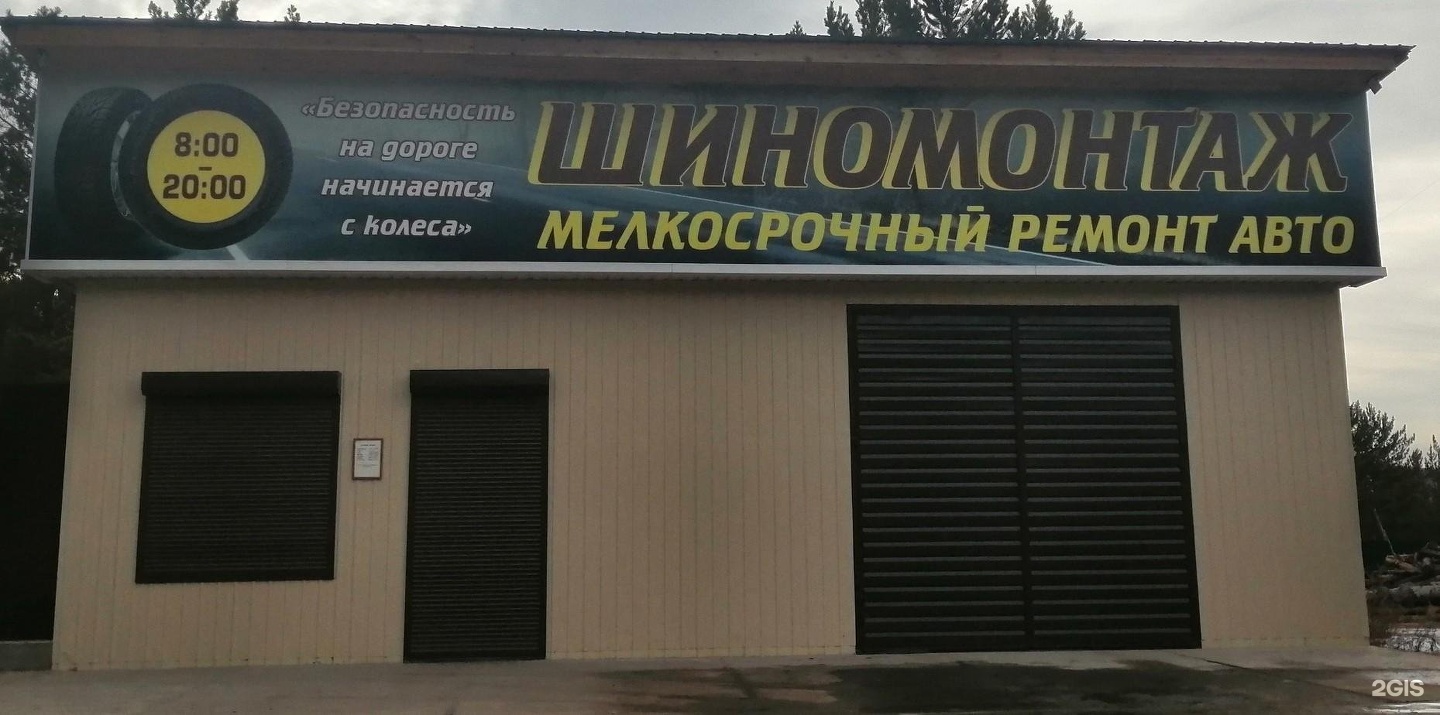 8:00
–
20:00
«Безопасность
на дороге
начинается
с колеса»
ШИНОМОНТАЖ
МЕЛКОСРОЧНЫЙ РЕМОНТ АВТО
2GIS